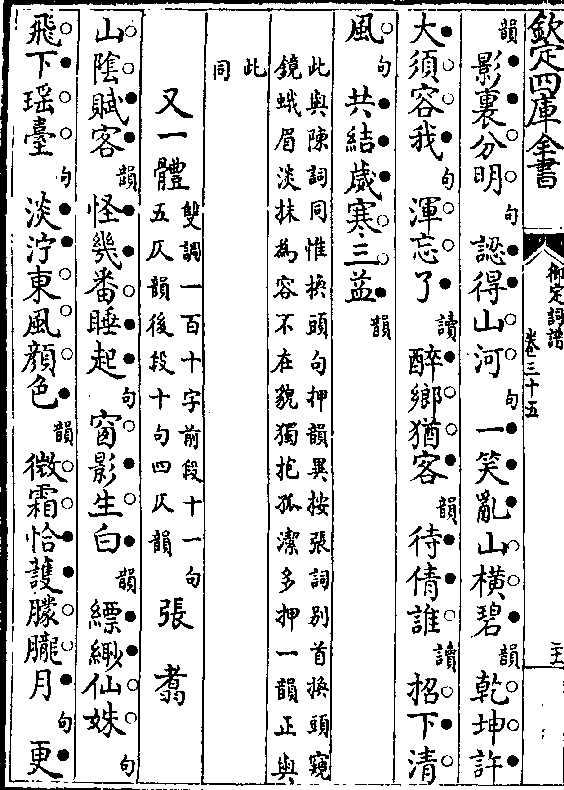 欽定四庫全書
御定詞譜
卷三十五
韻影裏分明句認得山河句一笑亂山横碧韻乾坤許
大須容我句渾忘了讀醉鄉猶客韻待倩誰讀招下清
風句共結歲寒三益韻
此與陳詞同惟換頭句押韻異按張詞别首換頭窺
鏡蛾眉淡抹為容不在貌獨抱孤潔多押一韻正與
此
同
又一體雙調一百十字前段十一句
五仄韻後段十句四仄韻張翥
山陰賦客韻怪幾番睡起句窗影生白韻縹緲仙姝句
飛下瑶臺句淡泞東風顔色韻微霜恰護朦朧月句更